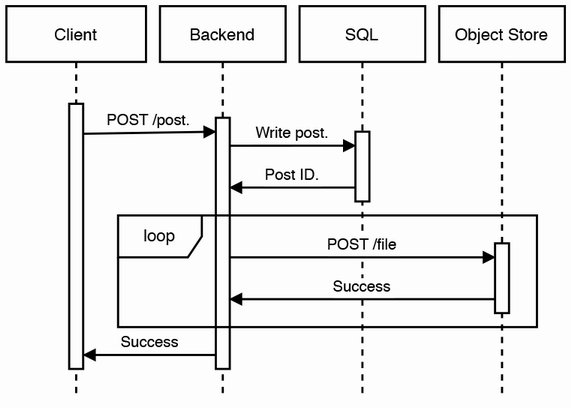 Client
Backend
SQL
Object Store
POST /post.
Write post.
Post ID.
loop
POST /file
Success
Success